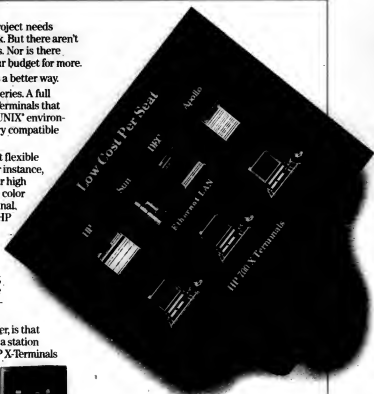 roject needs
k. But there aren't
s. Nor is there
ur budget for more.
a better way.
eries. A full
erminals that
UNIX® environ-
ry compatible
t flexible
r instance,
r high
color
nal,
HP
er, is that
a station
P X-Terminals
Low Cost Per Seat
HP
Sun
DEC
Apollo
Ethernet LAN
HP 700 X Terminals